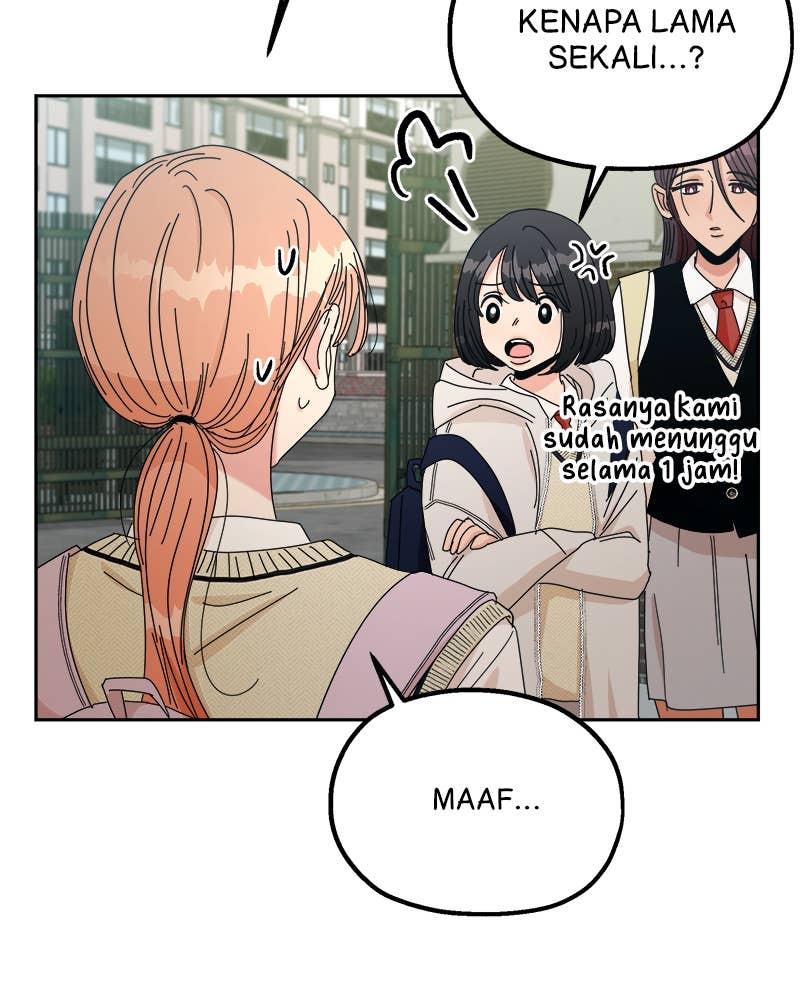 KENAPA LAMA
SEKALI...?
Rasanya kami
sudah menunggu
selama 1 jam!
MAAF...